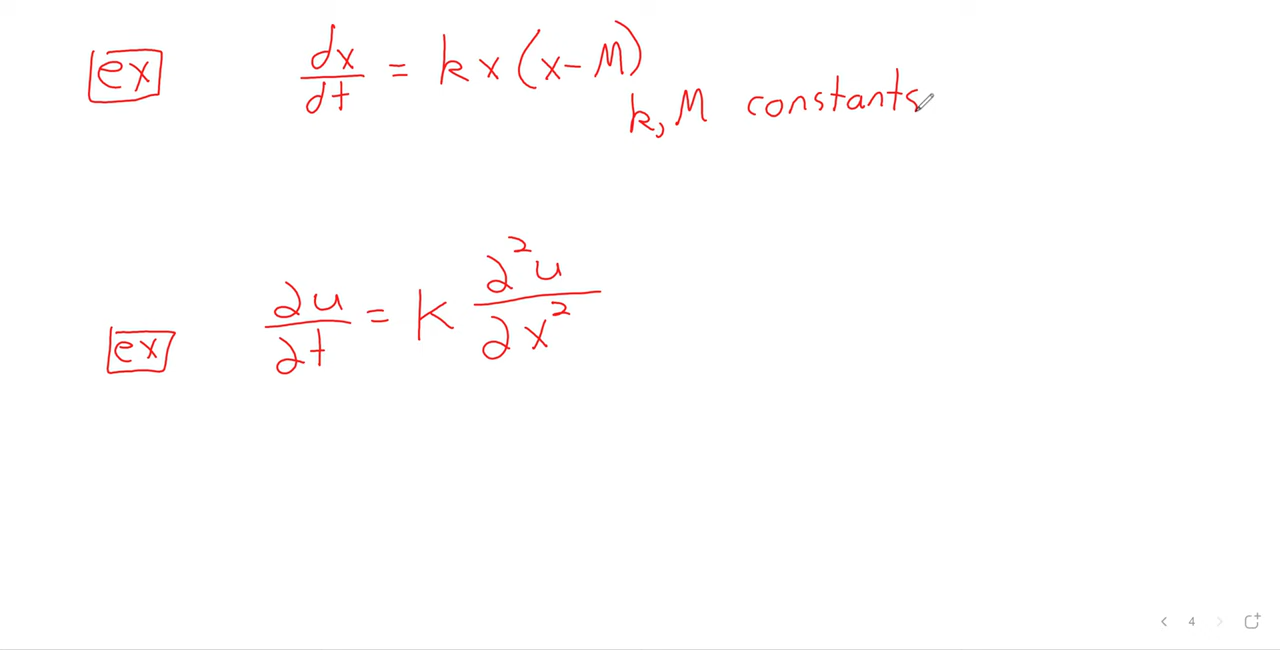 ex dx/dt = kx(x-M)
k, M constants
ex ∂u/∂t = K ∂²u/∂x²
4